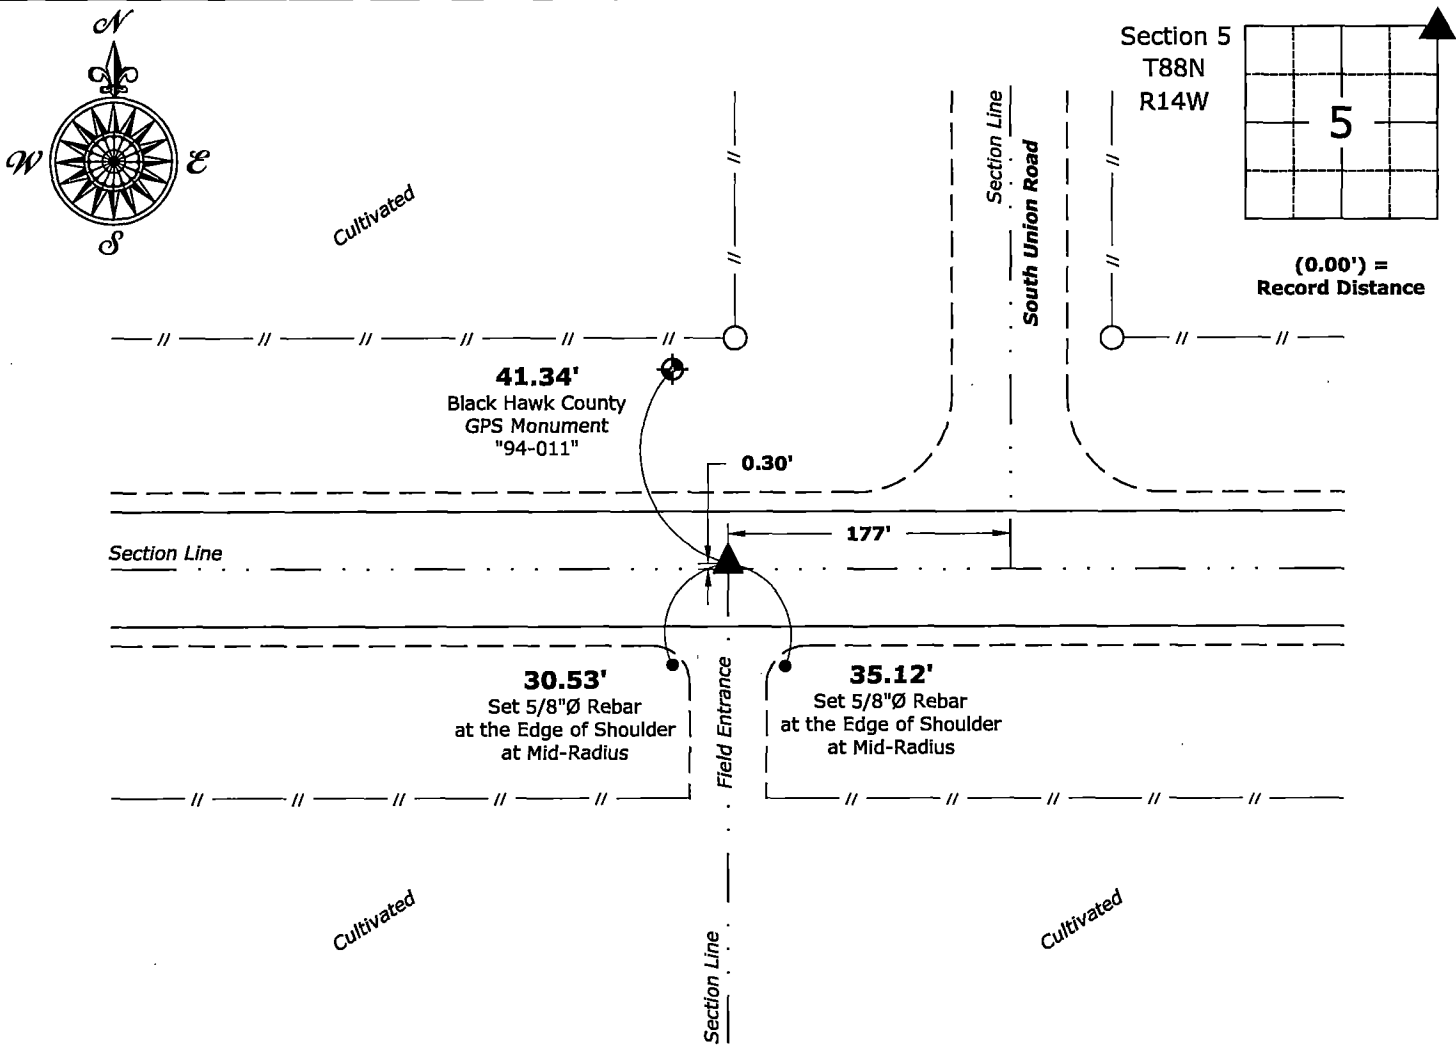 N
W
E
S
Section 5
T88N
R14W
5
(0.00') =
Record Distance
Cultivated
Section Line
South Union Road
41.34'
Black Hawk County
GPS Monument
"94-011"
0.30'
177'
Section Line
30.53'
Set 5/8"Ø Rebar
at the Edge of Shoulder
at Mid-Radius
Field Entrance
35.12'
Set 5/8"Ø Rebar
at the Edge of Shoulder
at Mid-Radius
Cultivated
Section Line
Cultivated